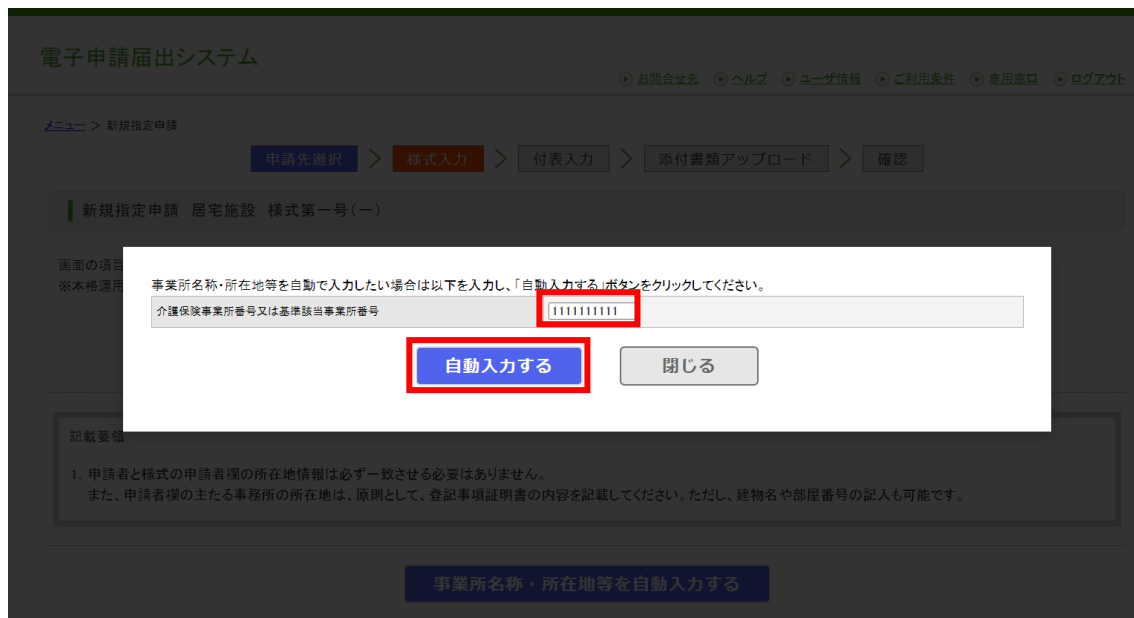 電子申請届出システム
お問合せ先 ヘルプ ユーザ情報 ご利用条件 専用窓口 ログアウト
メニュー > 新規指定申請
申請先選択 > 様式入力 > 付表入力 > 添付書類アップロード > 確認
新規指定申請 居宅施設 様式第一号(一)
画面の項目
※本格運用
事業所名称・所在地等を自動で入力したい場合は以下を入力し、「自動入力する」ボタンをクリックしてください。
介護保険事業所番号又は基準該当事業所番号 1111111111
自動入力する 閉じる
記載要領
1. 申請者と様式の申請者欄の所在地情報は必ず一致させる必要はありません。
また、申請者欄の主たる事務所の所在地は、原則として、登記事項証明書の内容を記載してください。ただし、建物名や部屋番号の記入も可能です。
事業所名称・所在地等を自動入力する